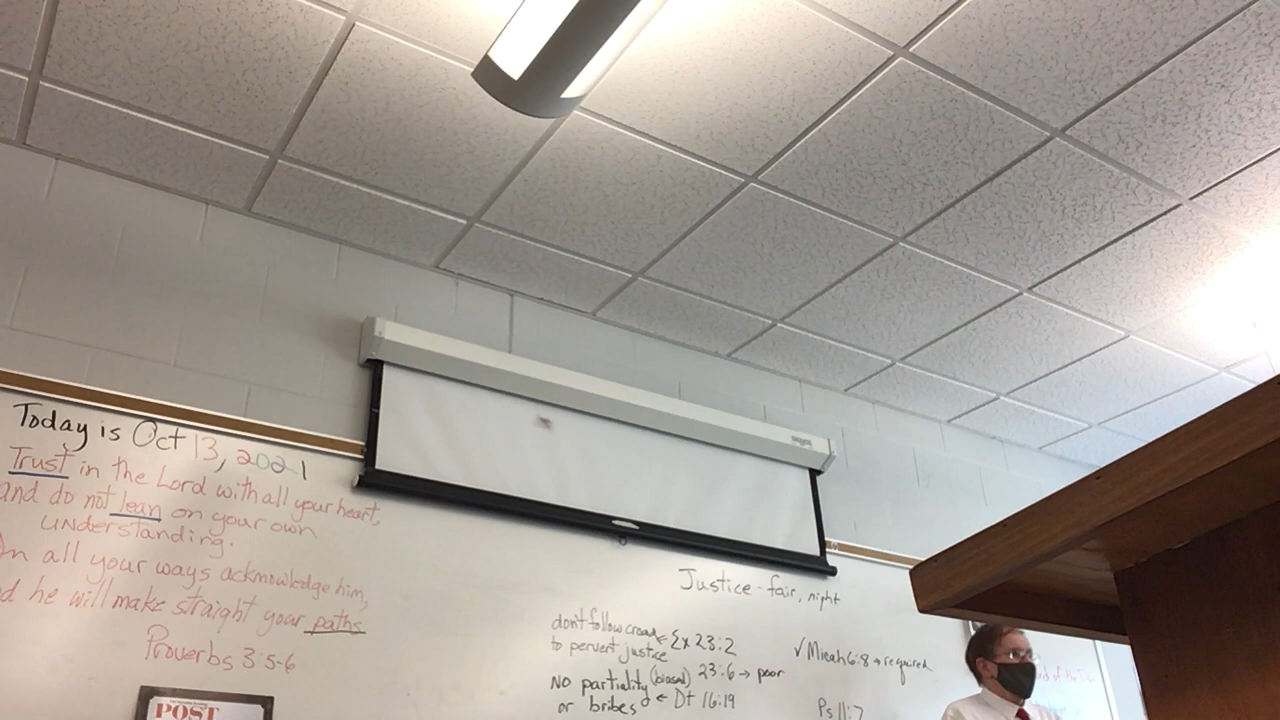 Today is Oct 13, 2021
Trust in the Lord with all your heart,
and do not lean on your own
understanding.
In all your ways acknowledge him,
nd he will make straight your paths
Proverbs 3:5-6
POST
Justice - fair, right
don't follow crowd ← Ex 23:2
to pervert justice
NO partiality (biased) 23:6 → poor
or bribes ← Dt 16:19
✓ Micah 6:8 → required
Ps 11:7
of the